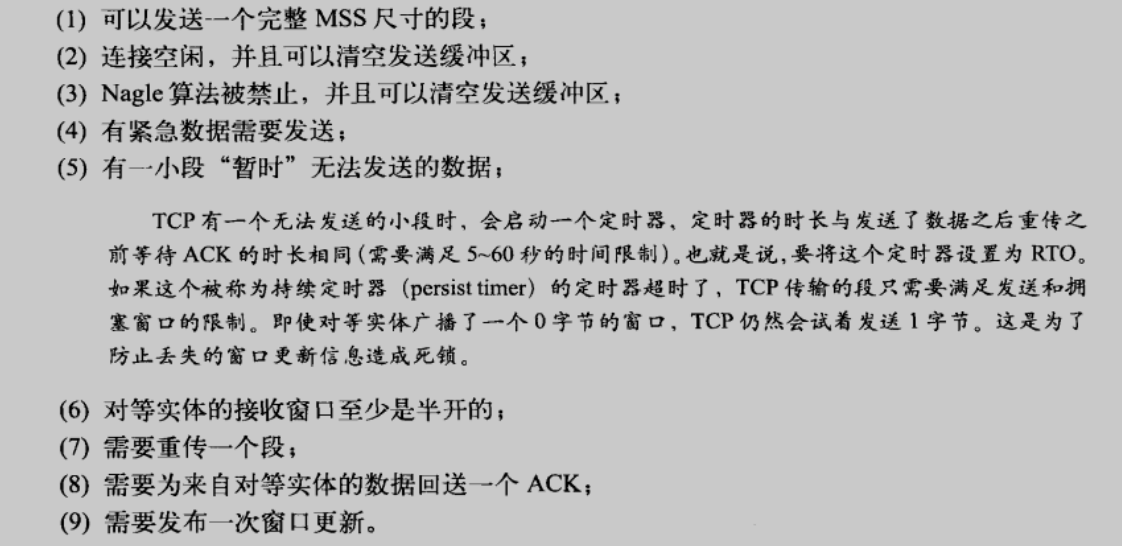 (1) 可以发送一个完整 MSS 尺寸的段；
(2) 连接空闲，并且可以清空发送缓冲区；
(3) Nagle 算法被禁止，并且可以清空发送缓冲区；
(4) 有紧急数据需要发送；
(5) 有一小段“暂时”无法发送的数据；
TCP 有一个无法发送的小段时，会启动一个定时器，定时器的时长与发送了数据之后重传之
前等待 ACK 的时长相同(需要满足 5~60 秒的时间限制)。也就是说,要将这个定时器设置为 RTO。
如果这个被称为持续定时器（persist timer）的定时器超时了，TCP 传输的段只需要满足发送和拥
塞窗口的限制。即使对等实体广播了一个 0 字节的窗口，TCP 仍然会试着发送 1 字节。这是为了
防止丢失的窗口更新信息造成死锁。
(6) 对等实体的接收窗口至少是半开的；
(7) 需要重传一个段；
(8) 需要为来自对等实体的数据回送一个 ACK；
(9) 需要发布一次窗口更新。